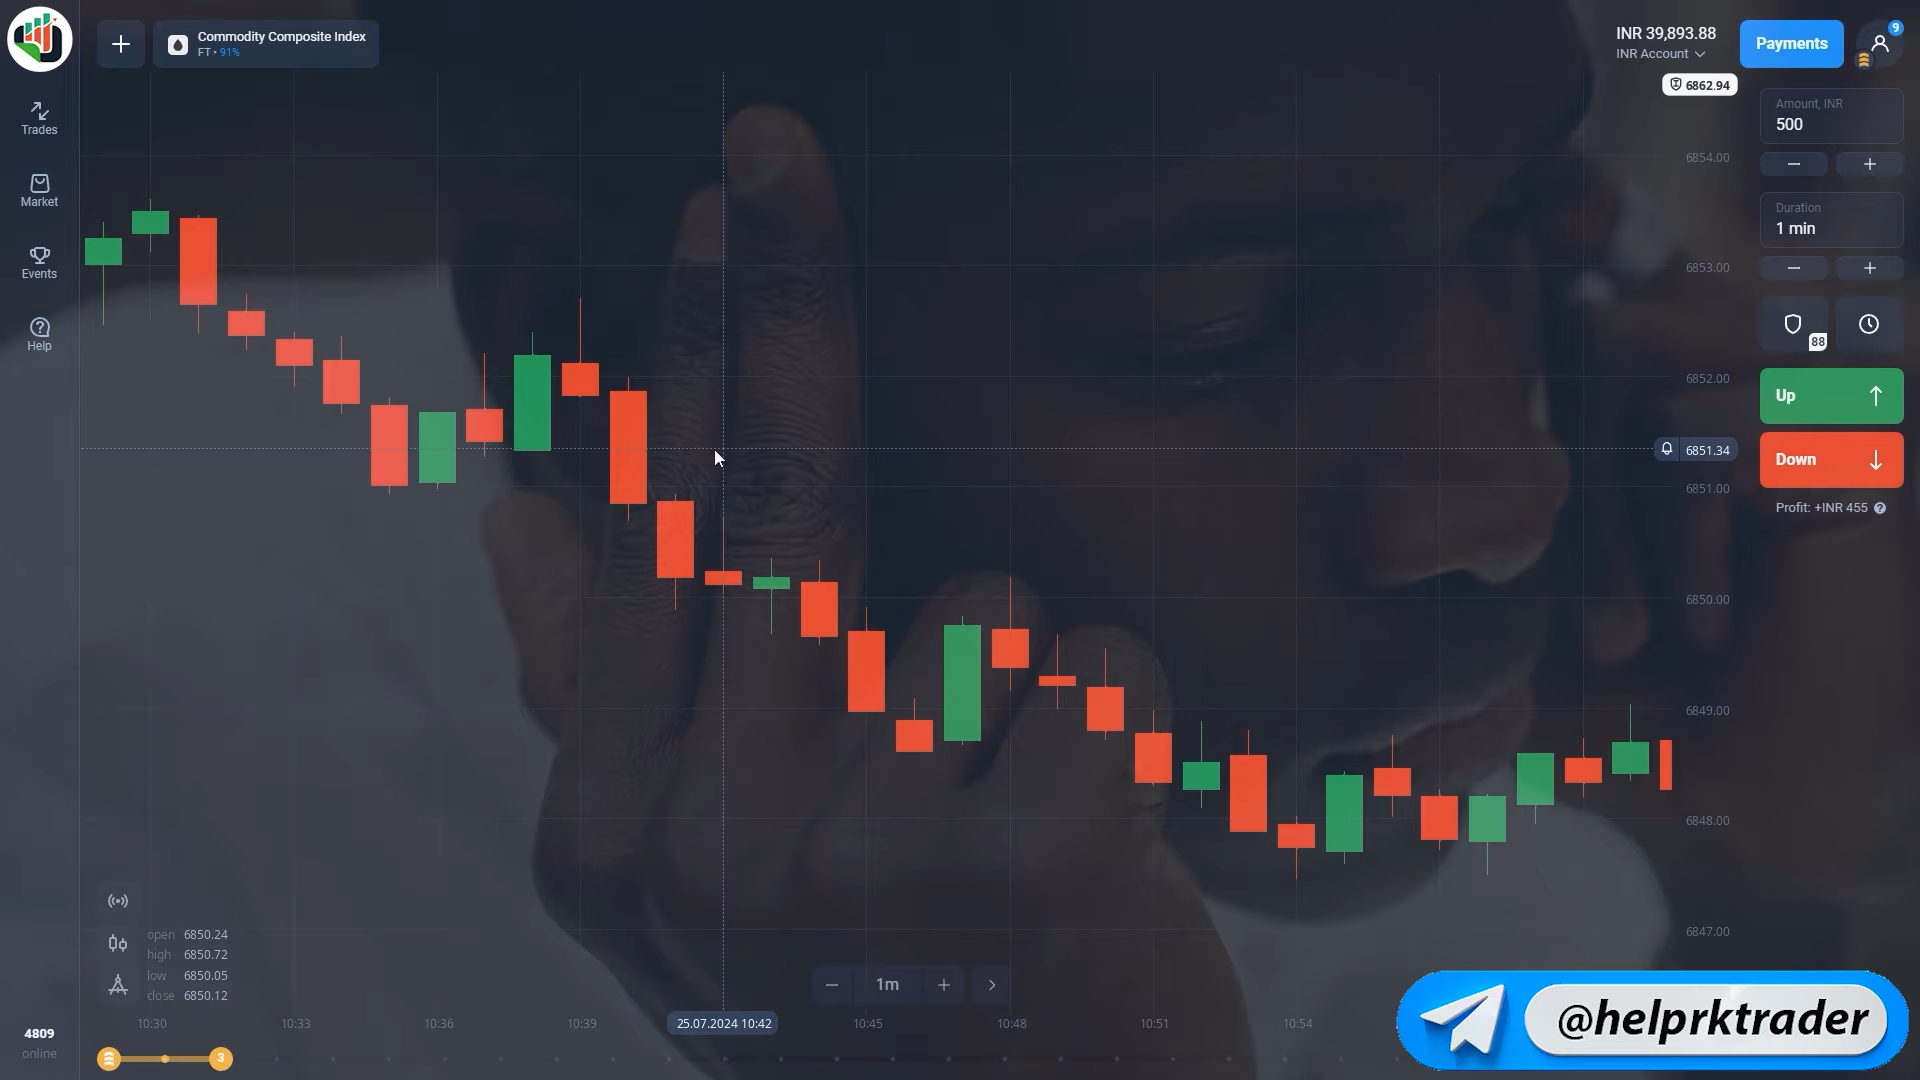 Commodity Composite Index
FT • 91%
INR 39,893.88
INR Account
Payments
9
6862.94
Trades
Market
Events
Help
Amount, INR
500
Duration
1 min
88
Up
Down
Profit: +INR 455
6854.00
6853.00
6852.00
6851.34
6851.00
6850.00
6849.00
6848.00
6847.00
open 6850.24
high 6850.72
low 6850.05
close 6850.12
1m
10:30
10:33
10:36
10:39
25.07.2024 10:42
10:45
10:48
10:51
10:54
4809
online
3
@helprktrader